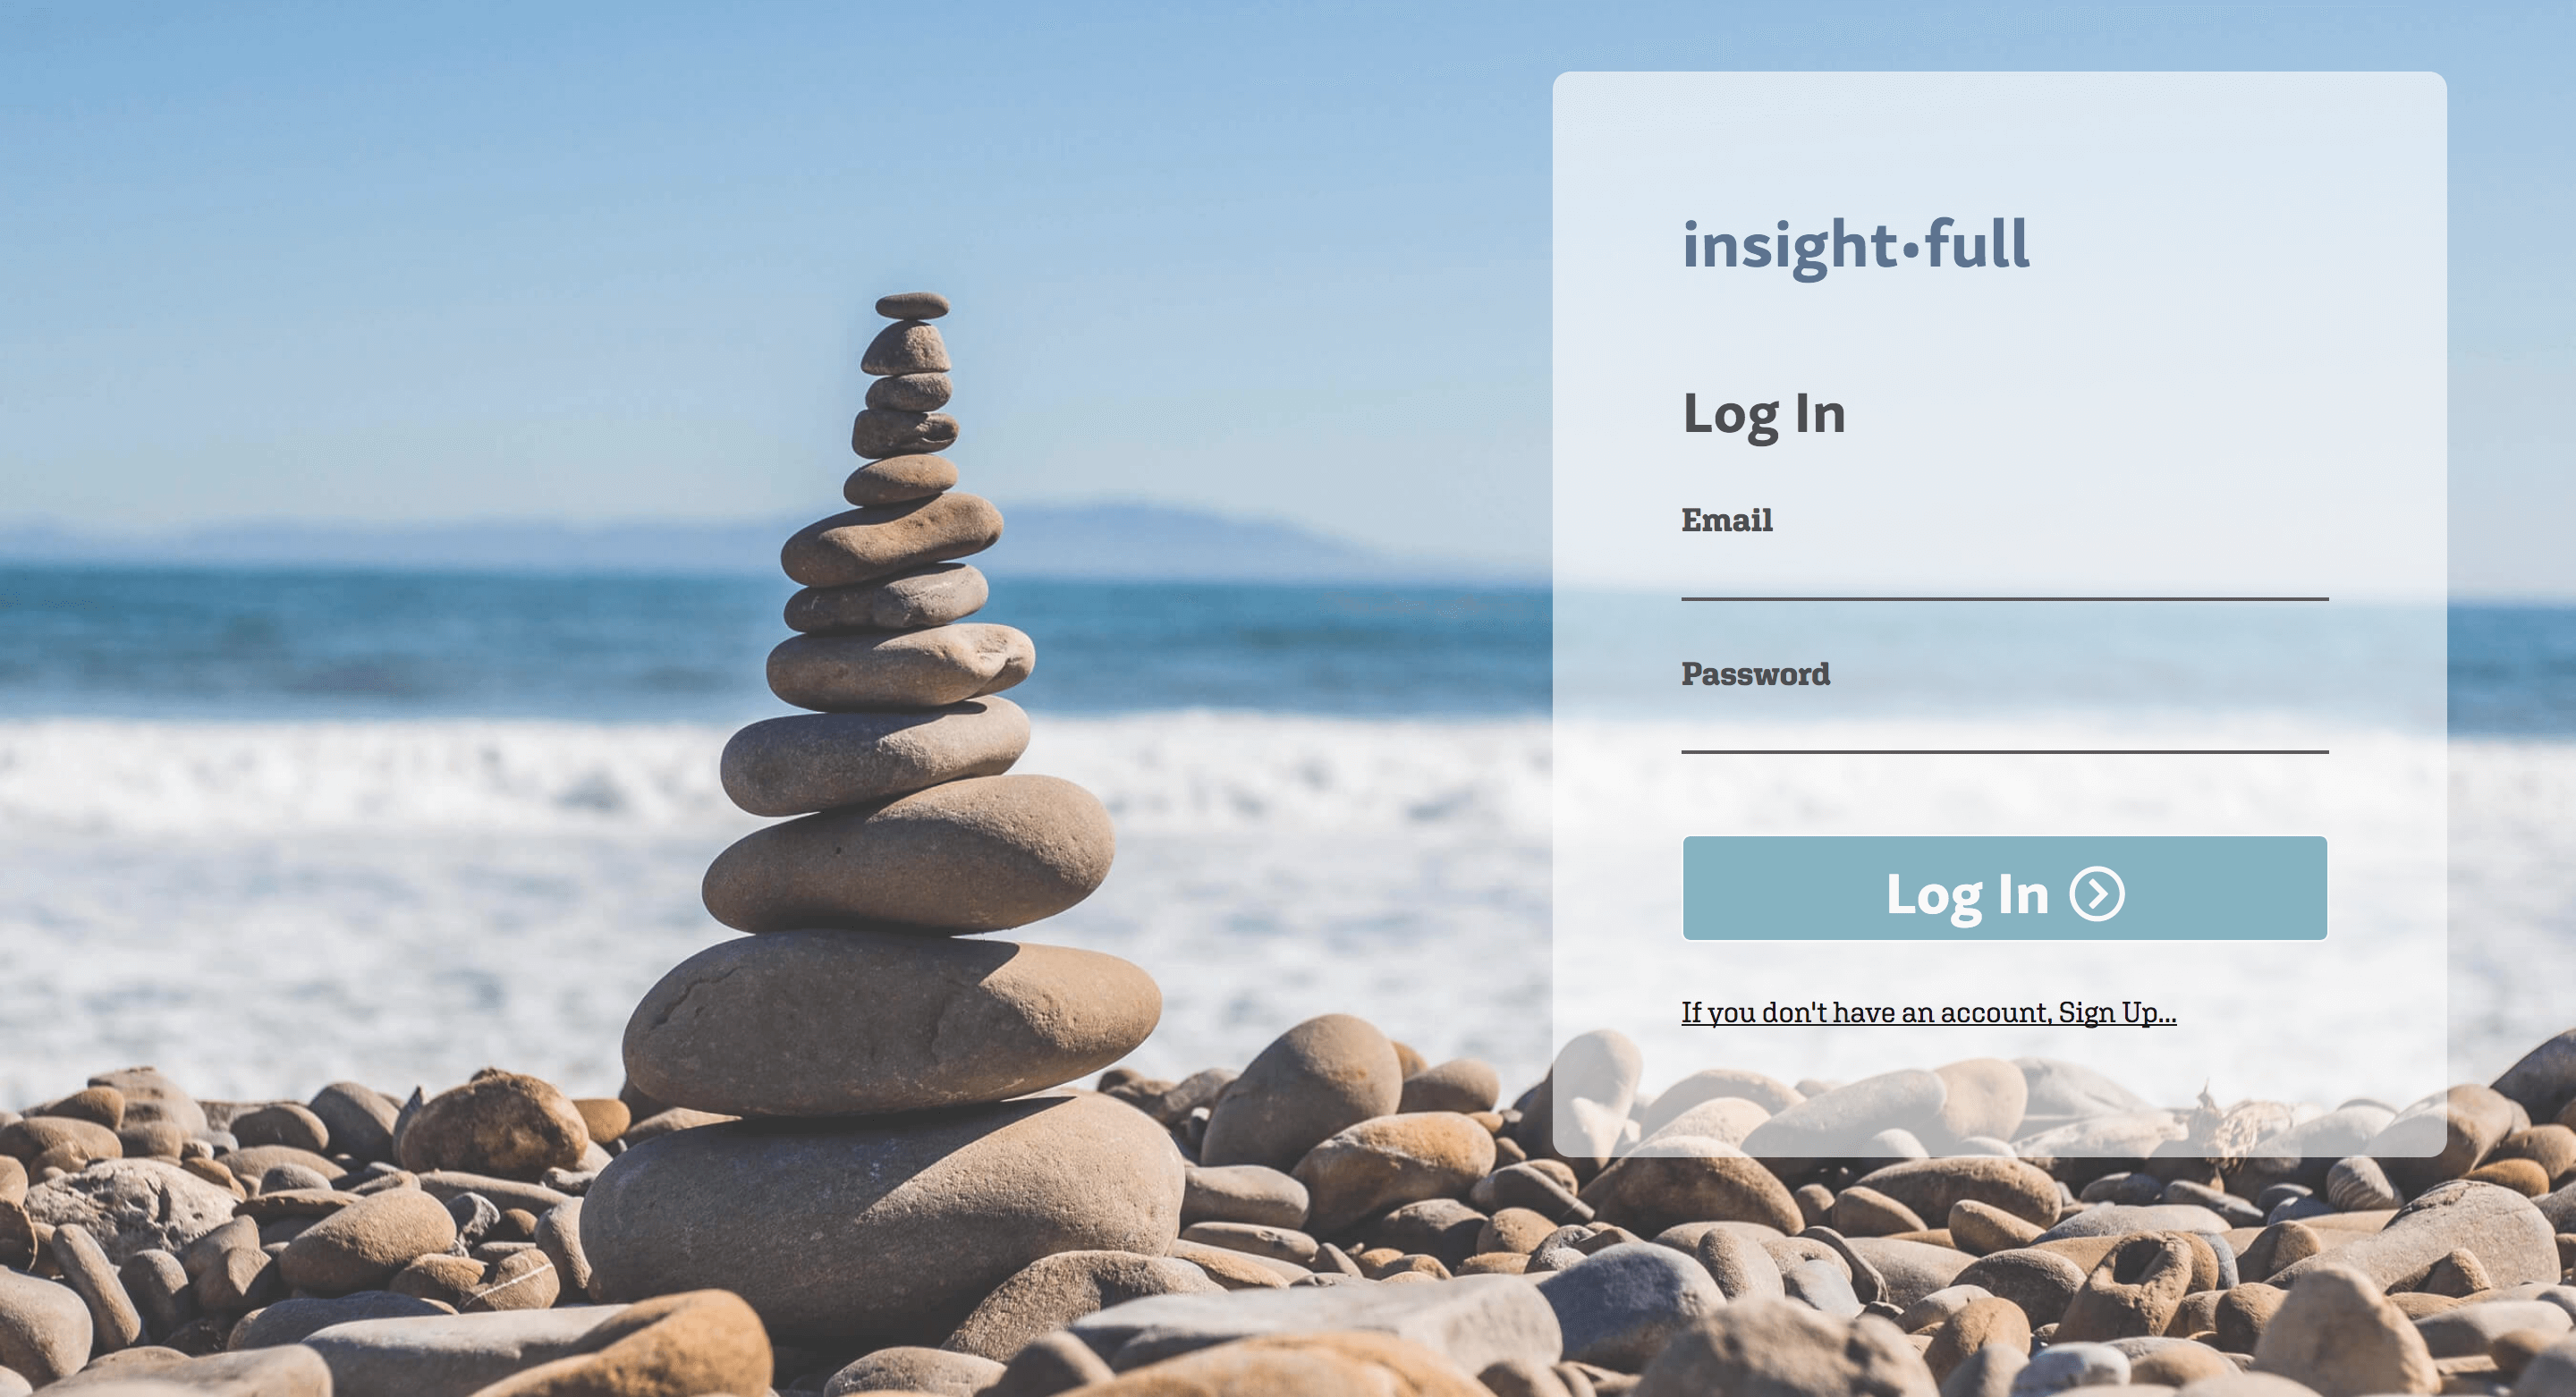 insight•full
Log In
Email
Password
Log In
If you don't have an account, Sign Up...